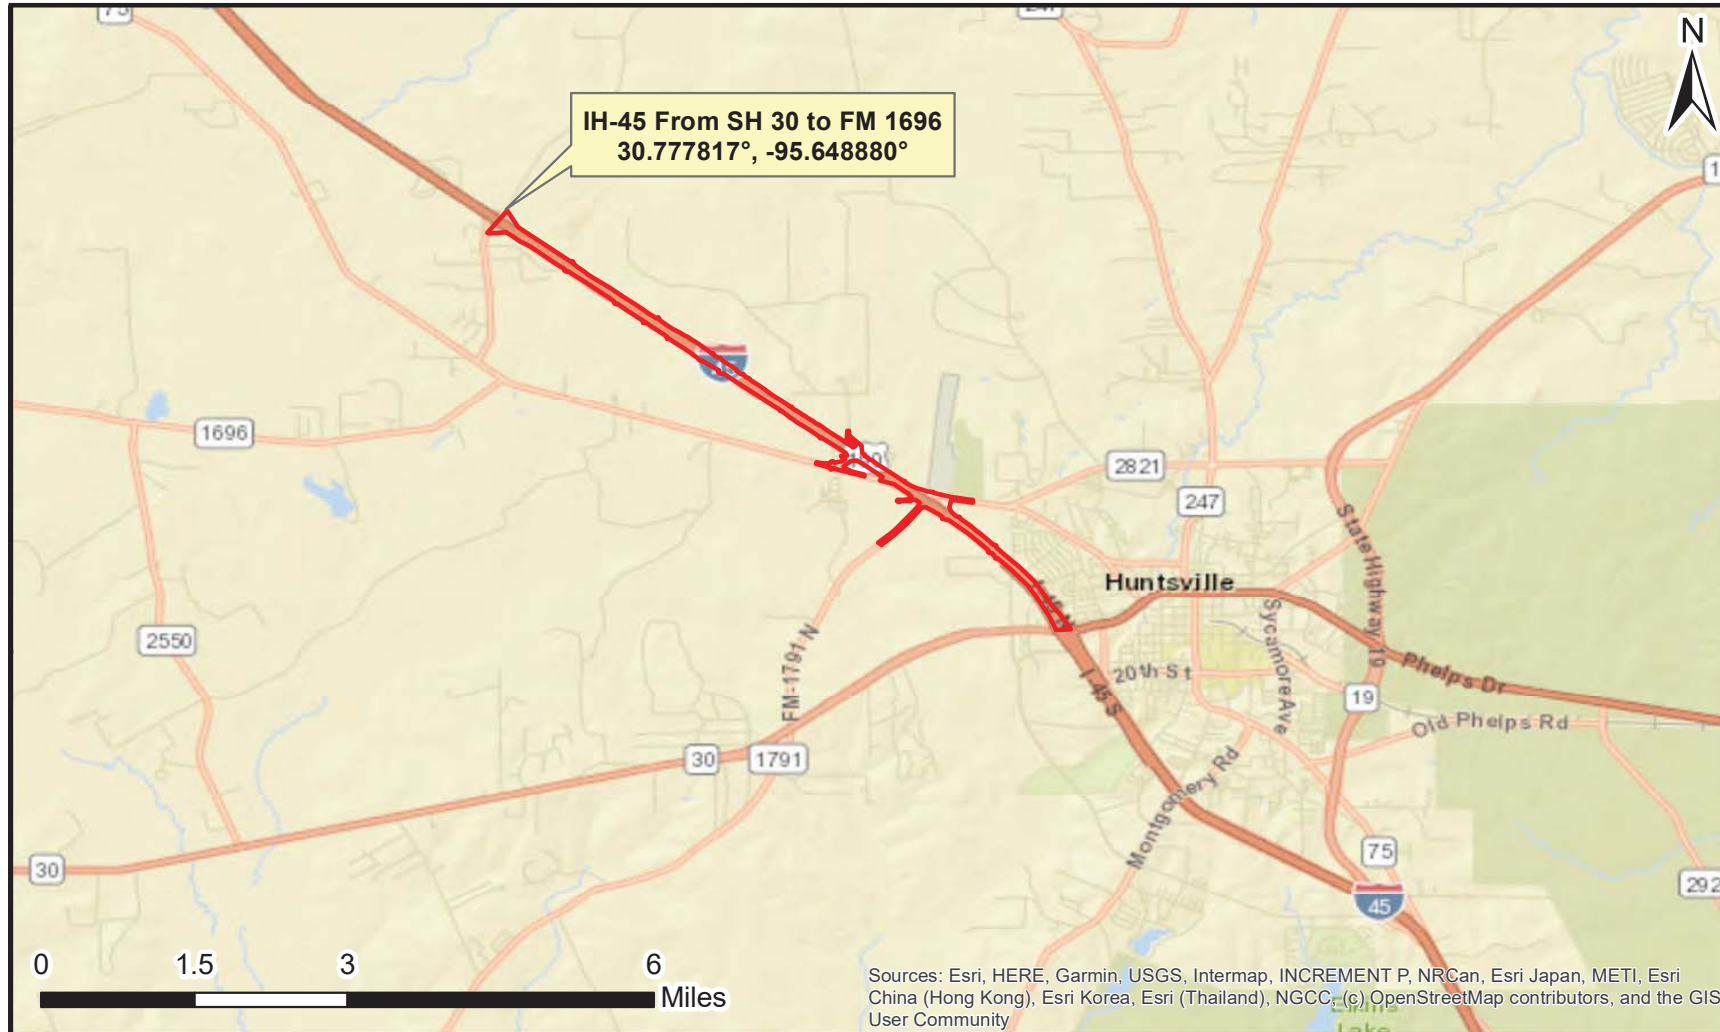 N
IH-45 From SH 30 to FM 1696
30.777817°, -95.648880°
1696
2821
247
Huntsville
State Highway 19
Sycamore Ave
2550
FM-1791 N
20th St
I-45 S
Phelps Dr
19
Old Phelps Rd
30
1791
Montgomery Rd
75
30
45
292
0 1.5 3 6
Miles
Sources: Esri, HERE, Garmin, USGS, Intermap, INCREMENT P, NRCan, Esri Japan, METI, Esri
China (Hong Kong), Esri Korea, Esri (Thailand), NGCC, (c) OpenStreetMap contributors, and the GIS
User Community
Lake